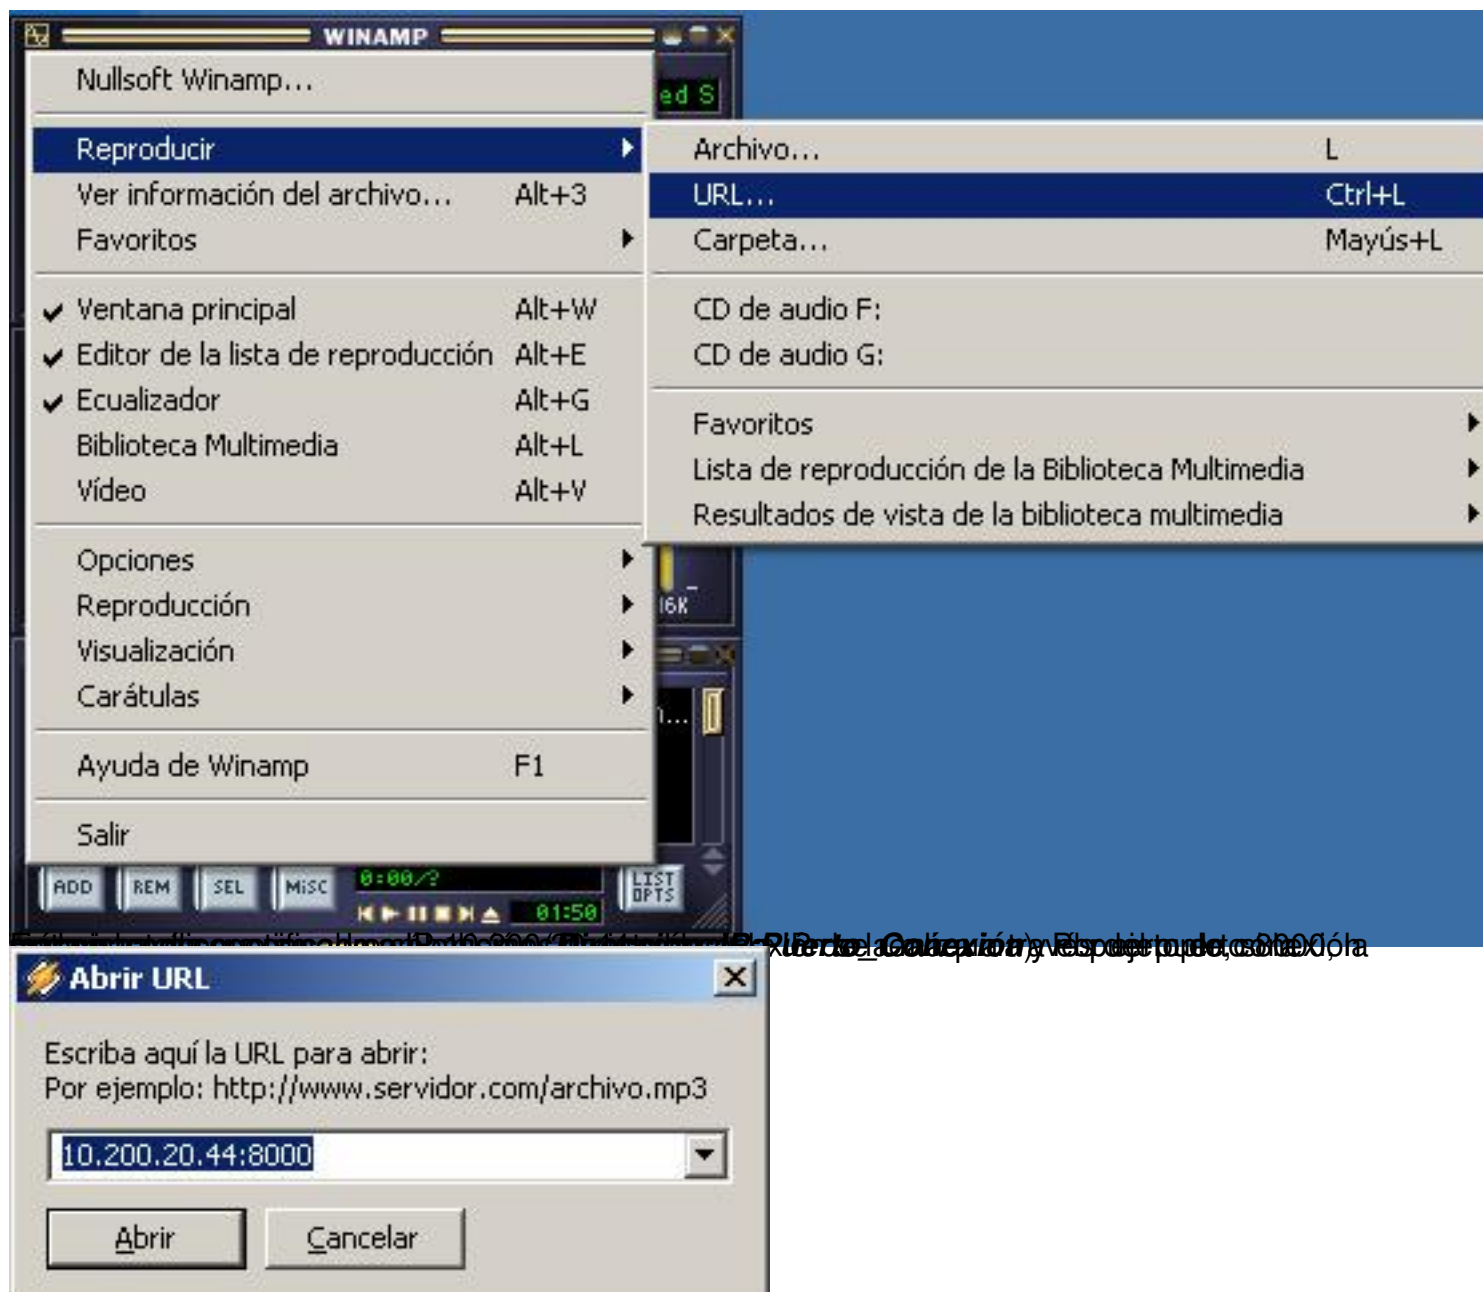 WINAMP
Nullsoft Winamp...
ed S
Reproducir
Archivo... L
Ver información del archivo... Alt+3
URL... Ctrl+L
Favoritos
Carpeta... Mayús+L
Ventana principal Alt+W
CD de audio F:
Editor de la lista de reproducción Alt+E
CD de audio G:
Ecualizador Alt+G
Favoritos
Biblioteca Multimedia Alt+L
Lista de reproducción de la Biblioteca Multimedia
Vídeo Alt+V
Resultados de vista de la biblioteca multimedia
Opciones
Reproducción
16K
Visualización
Carátulas
Ayuda de Winamp F1
Salir
ADD REM SEL MISC 0:00/? LIST OPTS
01:50
Abrir URL
Escriba aquí la URL para abrir:
Por ejemplo: http://www.servidor.com/archivo.mp3
10.200.20.44:8000
Abrir Cancelar